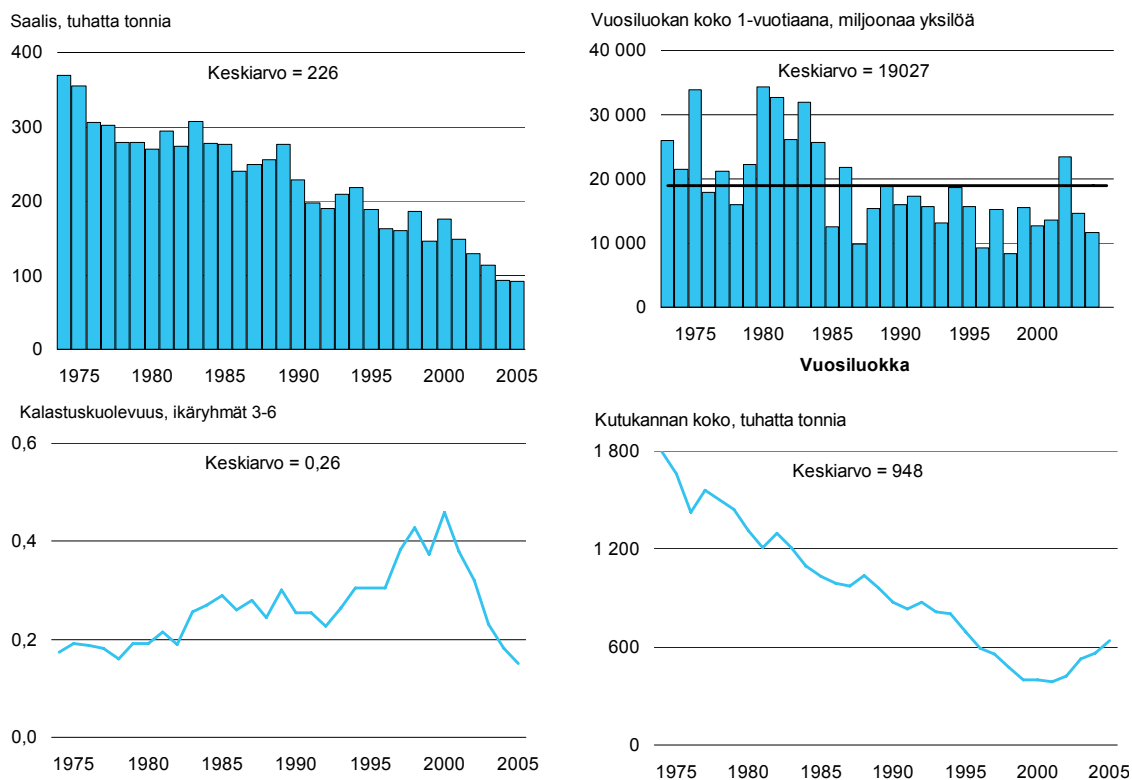 Saalis, tuhatta tonnia
400
300
200
100
0
Keskiarvo = 226
1975 1980 1985 1990 1995 2000 2005
Vuosiluokan koko 1-vuotiaana, miljoonaa yksilöä
40 000
30 000
20 000
10 000
0
Keskiarvo = 19027
1975 1980 1985 1990 1995 2000
Vuosiluokka
Kalastuskuolevuus, ikäryhmät 3-6
0,6
0,4
0,2
0,0
Keskiarvo = 0,26
1975 1980 1985 1990 1995 2000 2005
Kutukannan koko, tuhatta tonnia
1 800
1 200
600
0
Keskiarvo = 948
1975 1980 1985 1990 1995 2000 2005